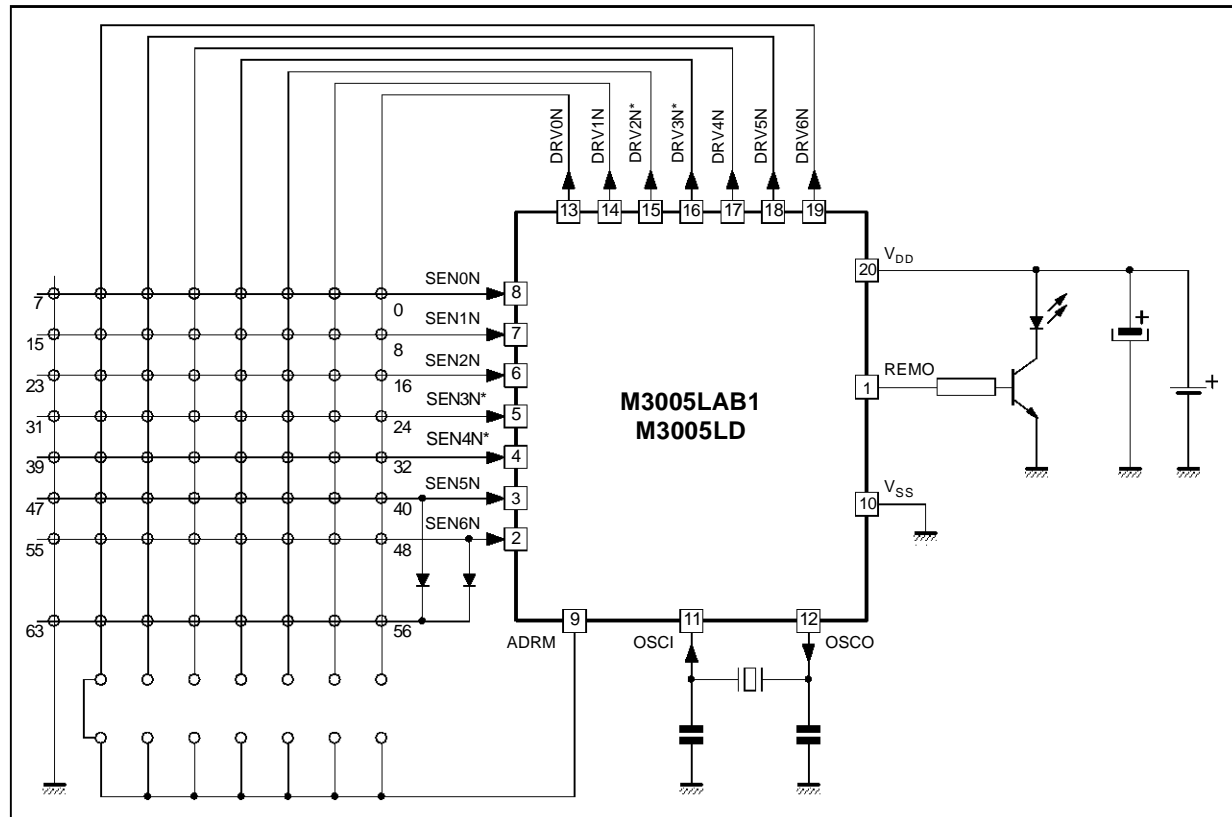 DRV0N
DRV1N
DRV2N*
DRV3N*
DRV4N
DRV5N
DRV6N
13 14 15 16 17 18 19
VDD
20
SEN0N
8
7
0
SEN1N
7
15
8
SEN2N
6
23
16
REMO
1
+
+
SEN3N*
5
31
24
M3005LAB1
M3005LD
SEN4N*
4
39
32
SEN5N
3
47
40
VSS
10
SEN6N
2
55
48
63
56
9
11
12
ADRM
OSCI
OSCO